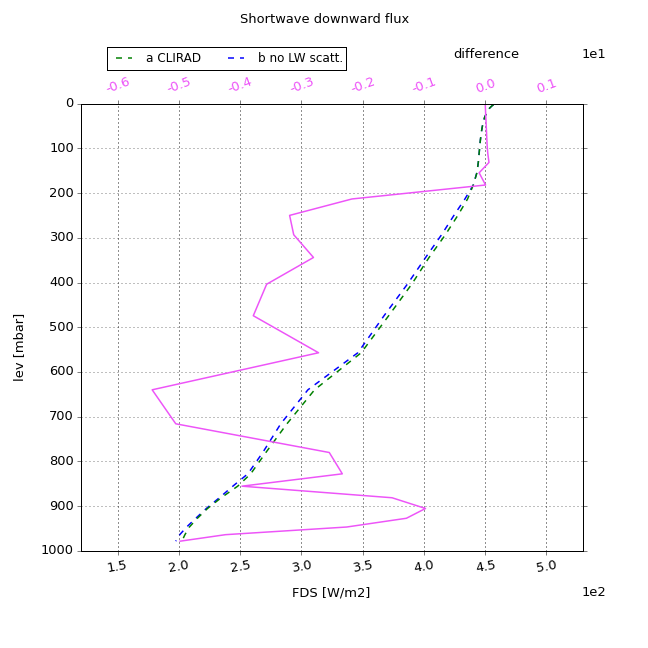 Shortwave downward flux
a CLIRAD b no LW scatt.
difference 1e1
-0.6 -0.5 -0.4 -0.3 -0.2 -0.1 0.0 0.1
0
100
200
300
400
500
600
700
800
900
1000
lev [mbar]
1.5 2.0 2.5 3.0 3.5 4.0 4.5 5.0
FDS [W/m2] 1e2